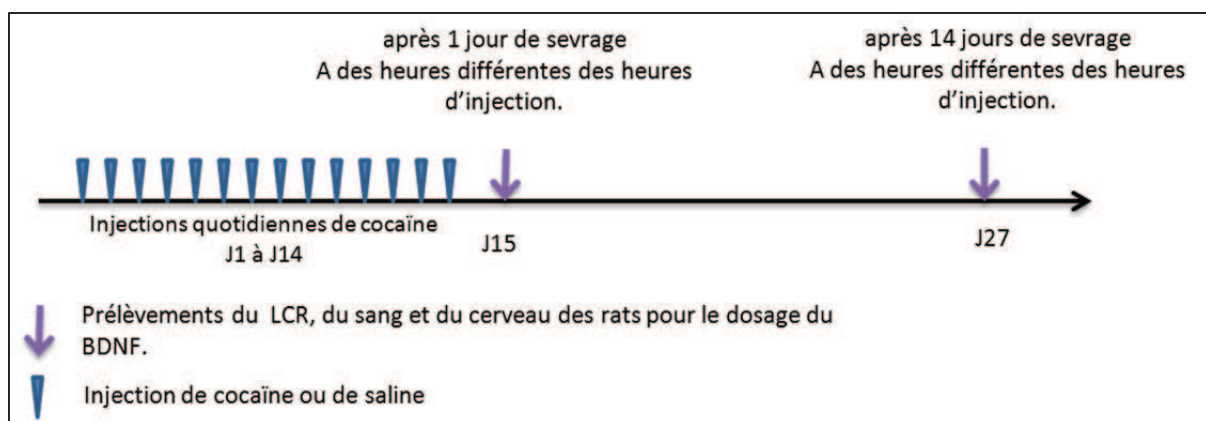 après 1 jour de sevrage
A des heures différentes des heures
d'injection.
après 14 jours de sevrage
A des heures différentes des heures
d'injection.
Injections quotidiennes de cocaïne
J1 à J14
J15
J27
Prélèvements du LCR, du sang et du cerveau des rats pour le dosage du
BDNF.
Injection de cocaïne ou de saline